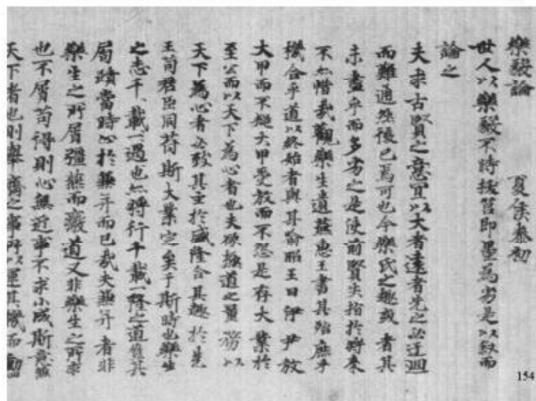 樂毅論 夏侯泰初
世人以樂毅不時拔莒即墨為劣是以叙而
論之
夫求古賢之意宜以大者遠者先之必迂迴
而難通然後已焉可也今樂氏之趣或者其
未盡乎而多劣之是使前賢失指於將來
不亦惜哉觀樂生遺燕惠王書其殆庶乎
機合乎道以終始者與其喻昭王曰伊尹放
大甲而不疑大甲受放而不怨是存大業於
至公而以天下為心者也夫欲極道之量務以
天下為心者必致其主於盛隆合其趣於先
王苟君臣同苻斯大業定矣于斯時也樂生
之志千載一遇也亦將行千載一隆之道豈其
局蹟當時止於兼并而已哉夫兼并者非
樂生之所屑彊燕而廢道又非樂生之所求
也不屑苟得則心無近事不求小成斯意兼
天下者也則舉齊之事所以運其機而動
154